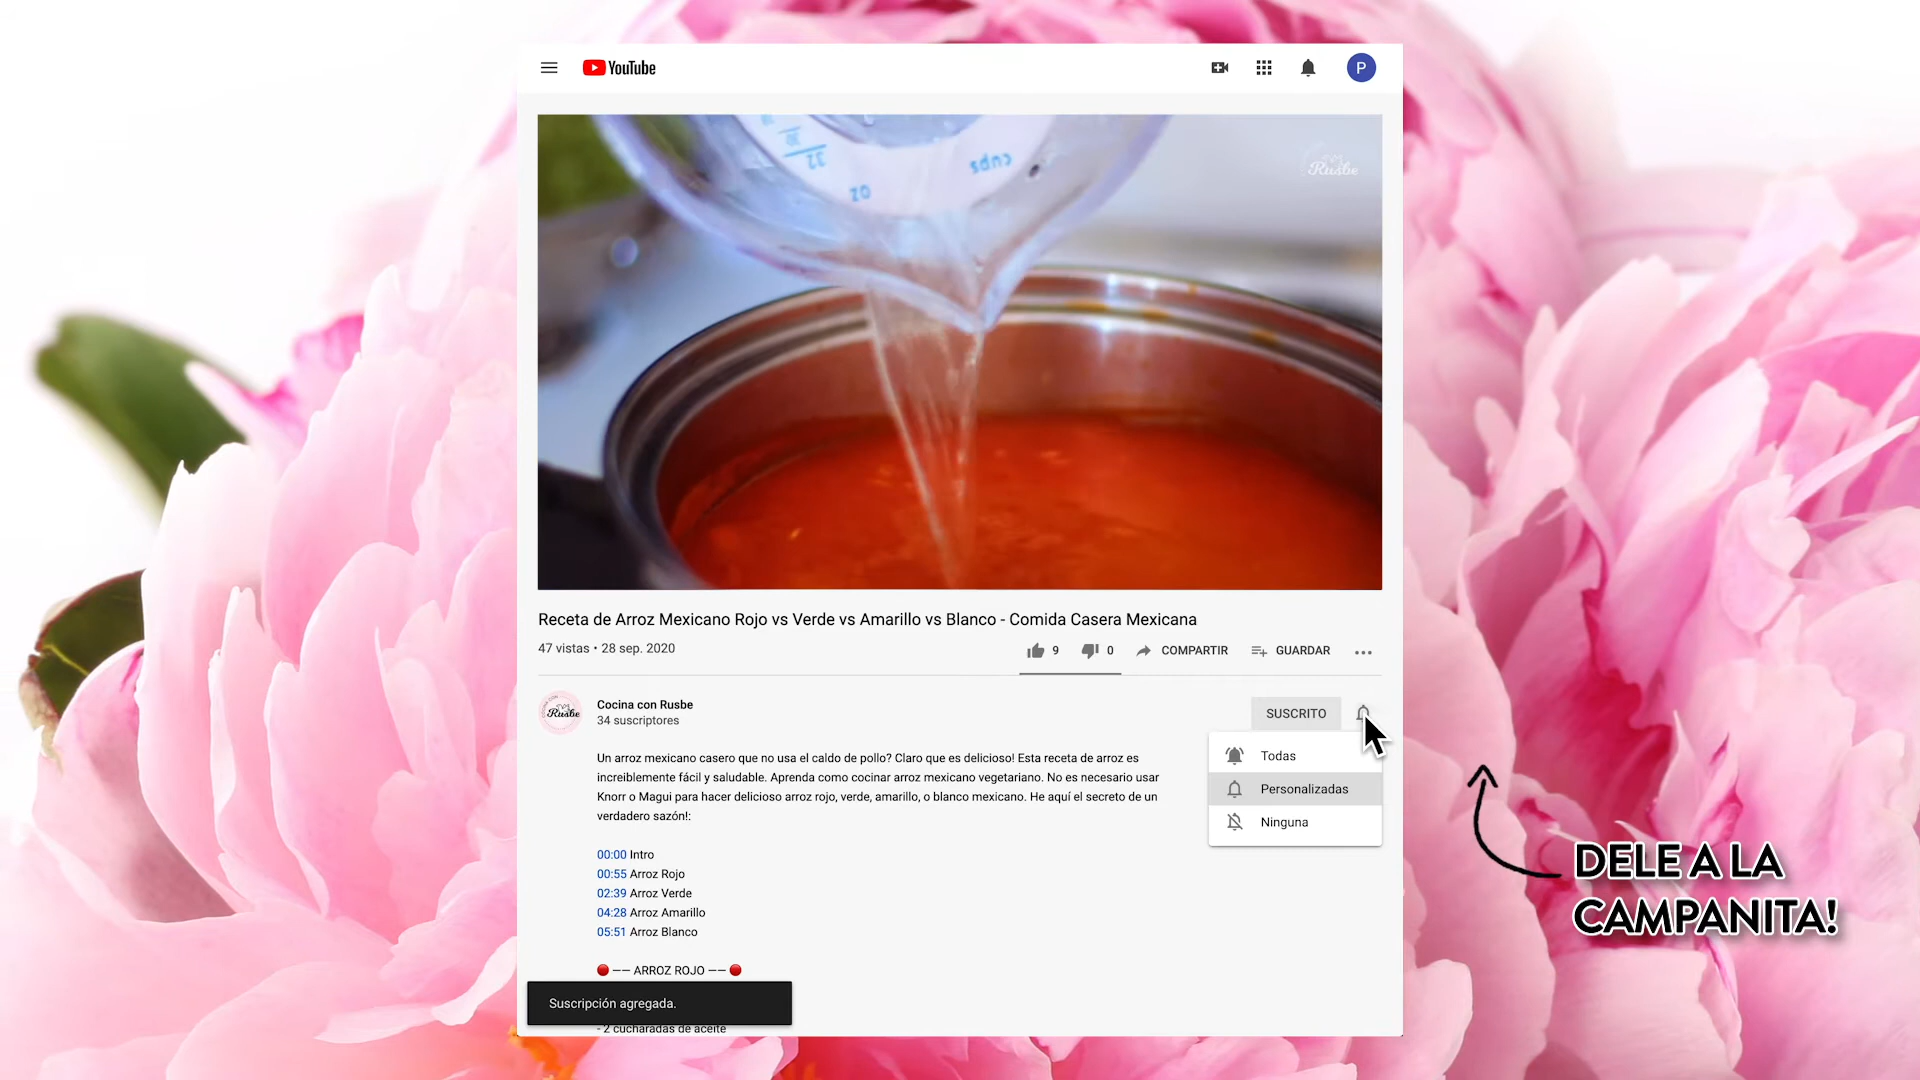 YouTube
P
30
32
cups
OZ
Rusbe
Receta de Arroz Mexicano Rojo vs Verde vs Amarillo vs Blanco - Comida Casera Mexicana
47 vistas • 28 sep. 2020
9
0
COMPARTIR
GUARDAR
Rusbe
Cocina con Rusbe
34 suscriptores
SUSCRITO
Un arroz mexicano casero que no usa el caldo de pollo? Claro que es delicioso! Esta receta de arroz es
increiblemente fácil y saludable. Aprenda como cocinar arroz mexicano vegetariano. No es necesario usar
Knorr o Magui para hacer delicioso arroz rojo, verde, amarillo, o blanco mexicano. He aquí el secreto de un
verdadero sazón!:
Todas
Personalizadas
Ninguna
00:00 Intro
00:55 Arroz Rojo
02:39 Arroz Verde
04:28 Arroz Amarillo
05:51 Arroz Blanco
🔴 —— ARROZ ROJO —— 🔴
Suscripción agregada.
- 2 cucharadas de aceite
DELE A LA
CAMPANITA!